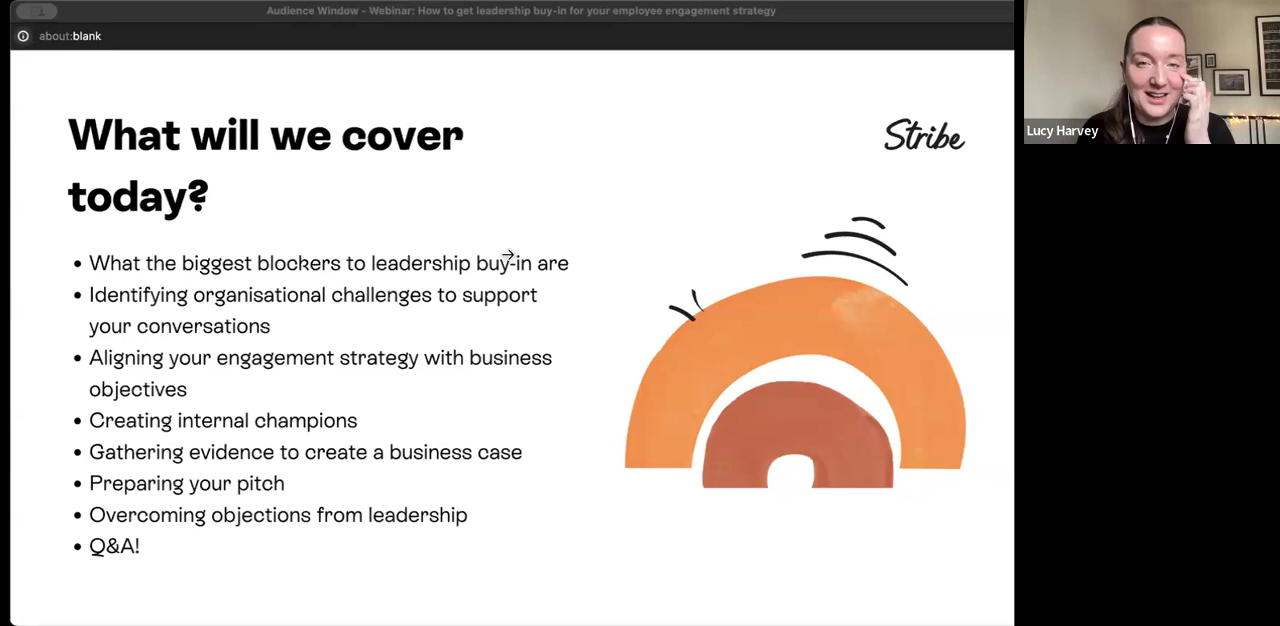 Audience Window - Webinar: How to get leadership buy-in for your employee engagement strategy
about:blank
What will we cover
today?
Stribe
• What the biggest blockers to leadership buy-in are
• Identifying organisational challenges to support
your conversations
• Aligning your engagement strategy with business
objectives
• Creating internal champions
• Gathering evidence to create a business case
• Preparing your pitch
• Overcoming objections from leadership
• Q&A!
Lucy Harvey